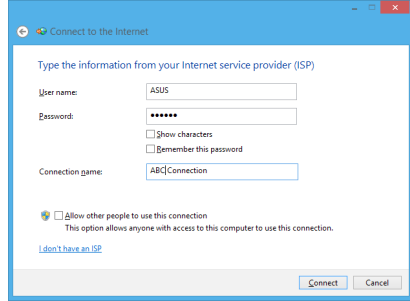 Connect to the Internet
Type the information from your Internet service provider (ISP)
User name: ASUS
Password: ••••••
Show characters
Remember this password
Connection name: ABC Connection
Allow other people to use this connection
This option allows anyone with access to this computer to use this connection.
I don't have an ISP
Connect Cancel